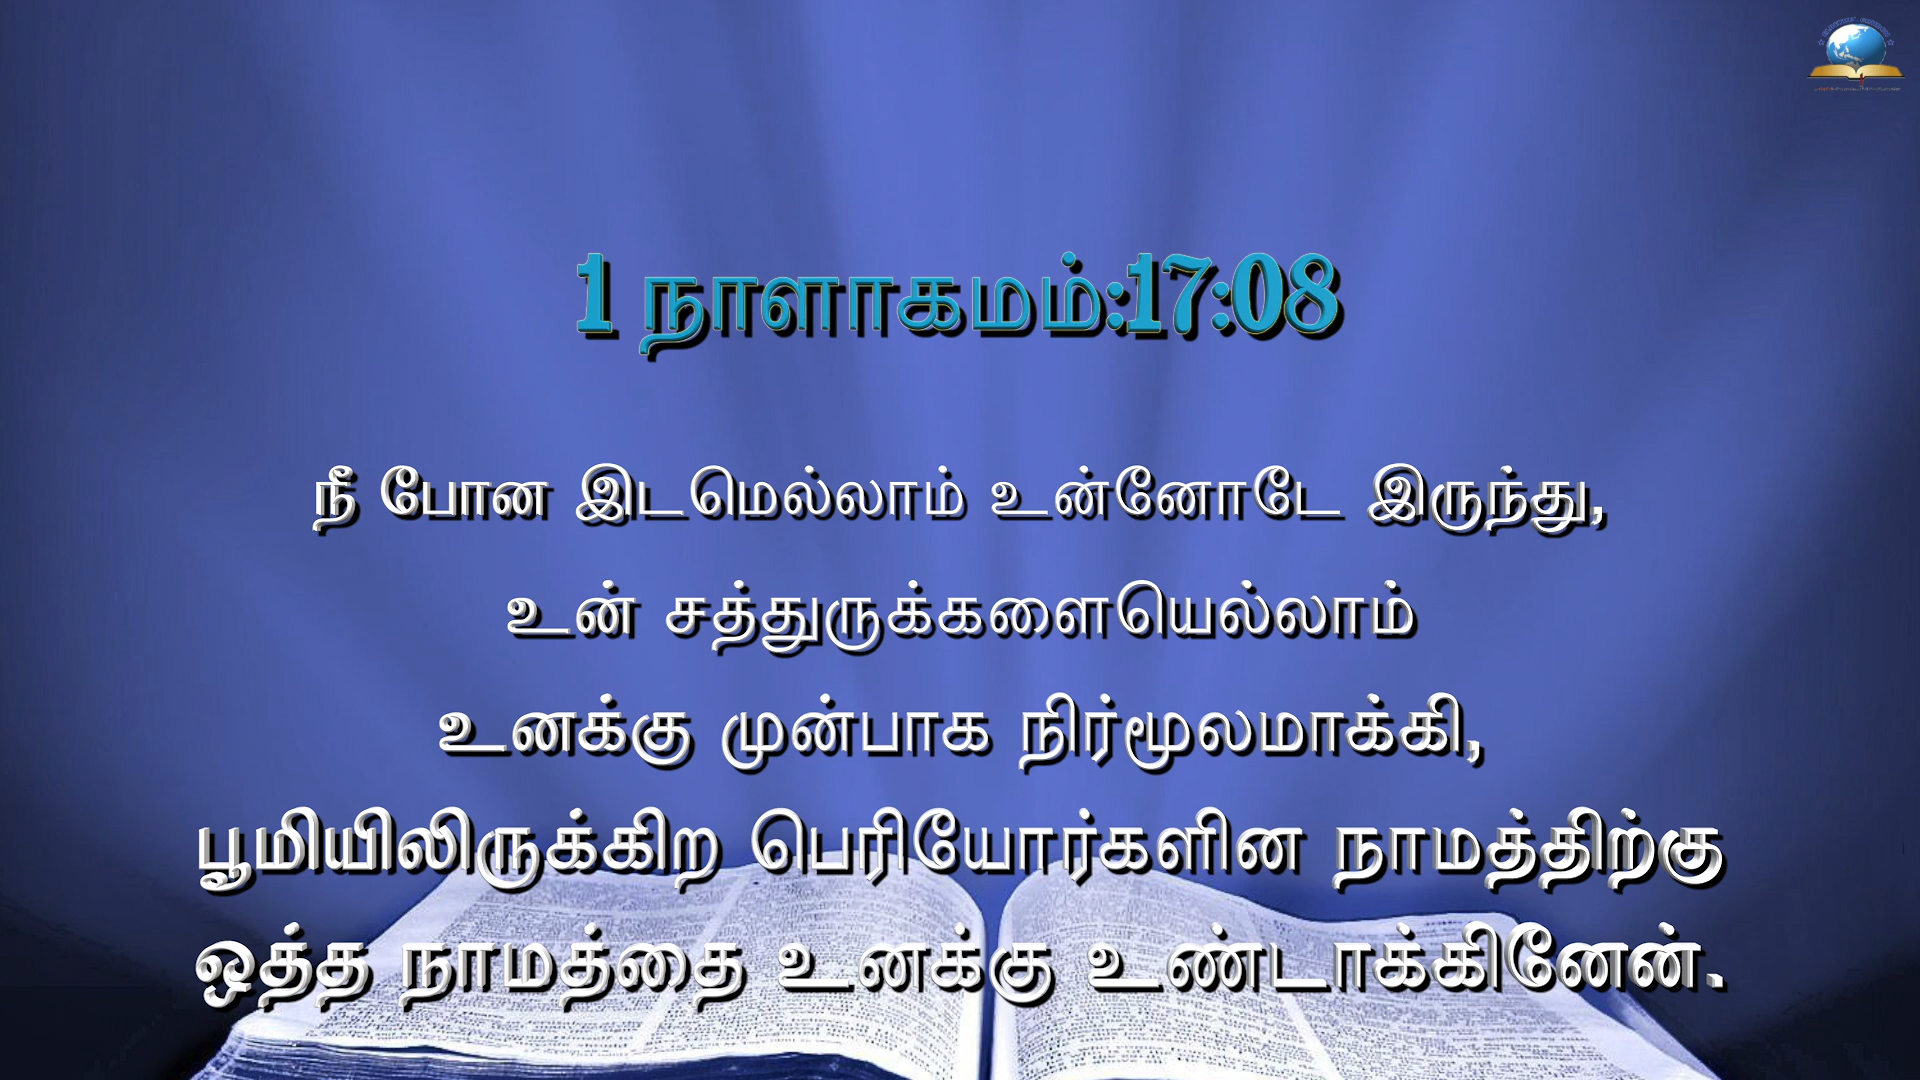 1 நாளாகமம்:17:08
நீ போன இடமெல்லாம் உன்னோடே இருந்து,
உன் சத்துருக்களையெல்லாம்
உனக்கு முன்பாக நிர்மூலமாக்கி,
பூமியிலிருக்கிற பெரியோர்களின நாமத்திற்கு
ஒத்த நாமத்தை உனக்கு உண்டாக்கினேன்.